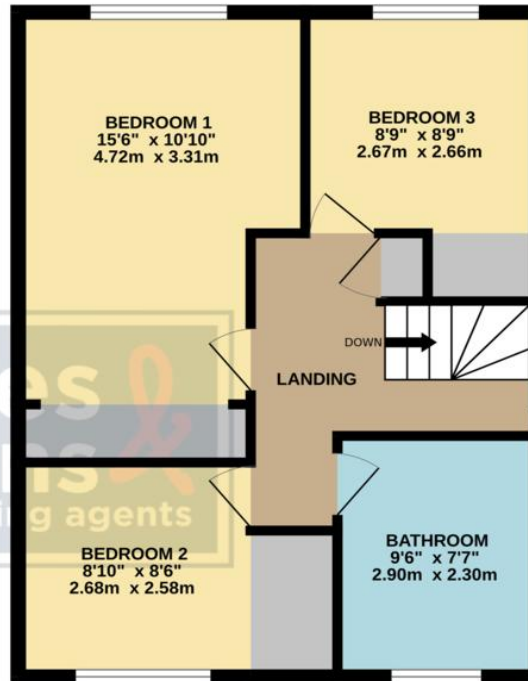 BEDROOM 1
15'6" x 10'10"
4.72m x 3.31m
BEDROOM 3
8'9" x 8'9"
2.67m x 2.66m
DOWN
LANDING
BEDROOM 2
8'10" x 8'6"
2.68m x 2.58m
BATHROOM
9'6" x 7'7"
2.90m x 2.30m
agents